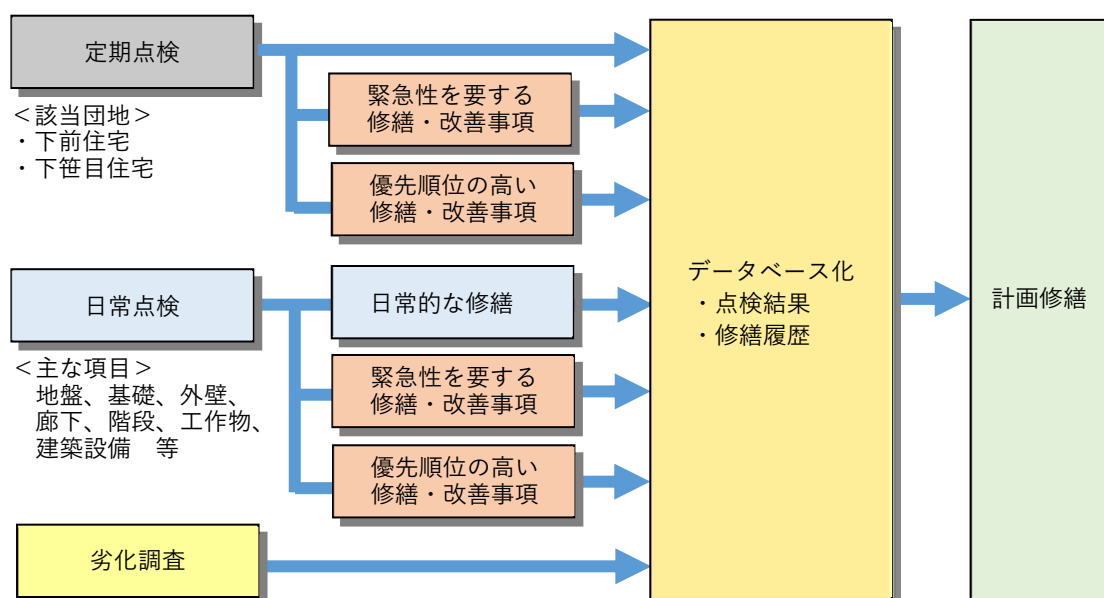 定期点検
＜該当団地＞
・下前住宅
・下笹目住宅
緊急性を要する
修繕・改善事項
優先順位の高い
修繕・改善事項
日常点検
＜主な項目＞
地盤、基礎、外壁、
廊下、階段、工作物、
建築設備　等
日常的な修繕
緊急性を要する
修繕・改善事項
優先順位の高い
修繕・改善事項
劣化調査
データベース化
・点検結果
・修繕履歴
計画修繕